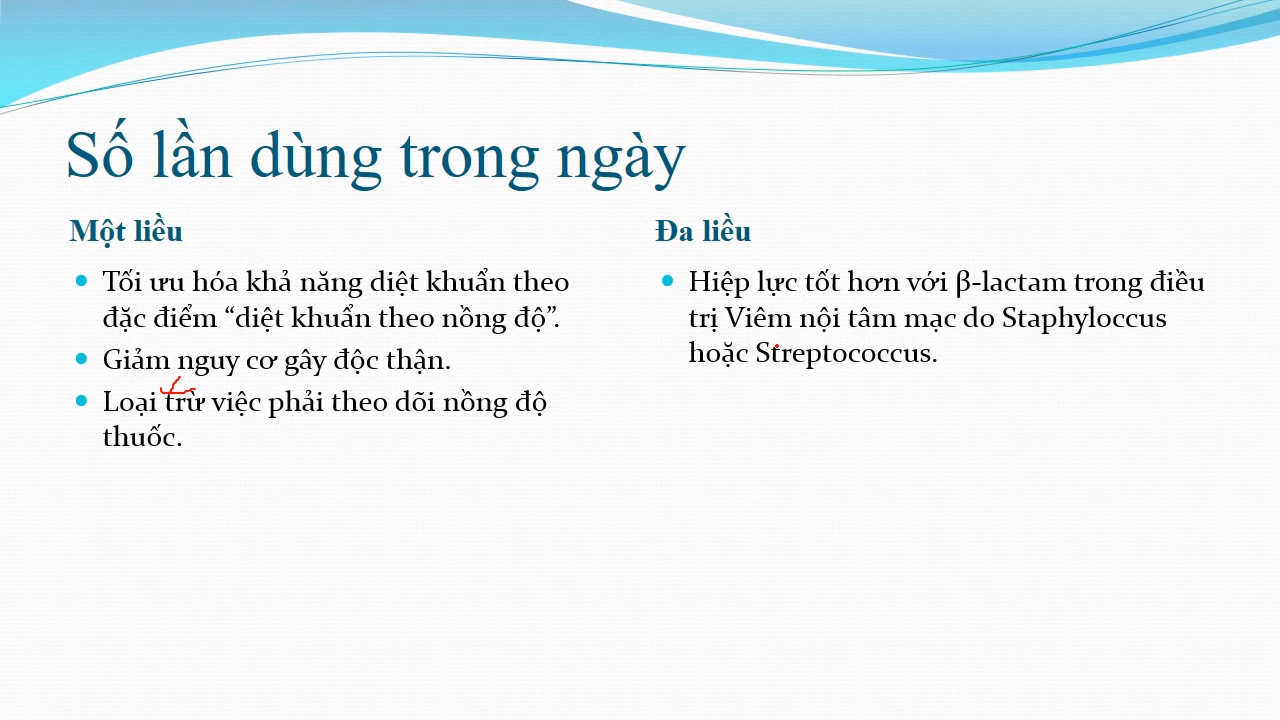 Số lần dùng trong ngày
Một liều
Tối ưu hóa khả năng diệt khuẩn theo
đặc điểm “diệt khuẩn theo nồng độ”.
Giảm nguy cơ gây độc thận.
Loại trừ việc phải theo dõi nồng độ
thuốc.
Đa liều
Hiệp lực tốt hơn với β-lactam trong điều
trị Viêm nội tâm mạc do Staphyloccus
hoặc Streptococcus.